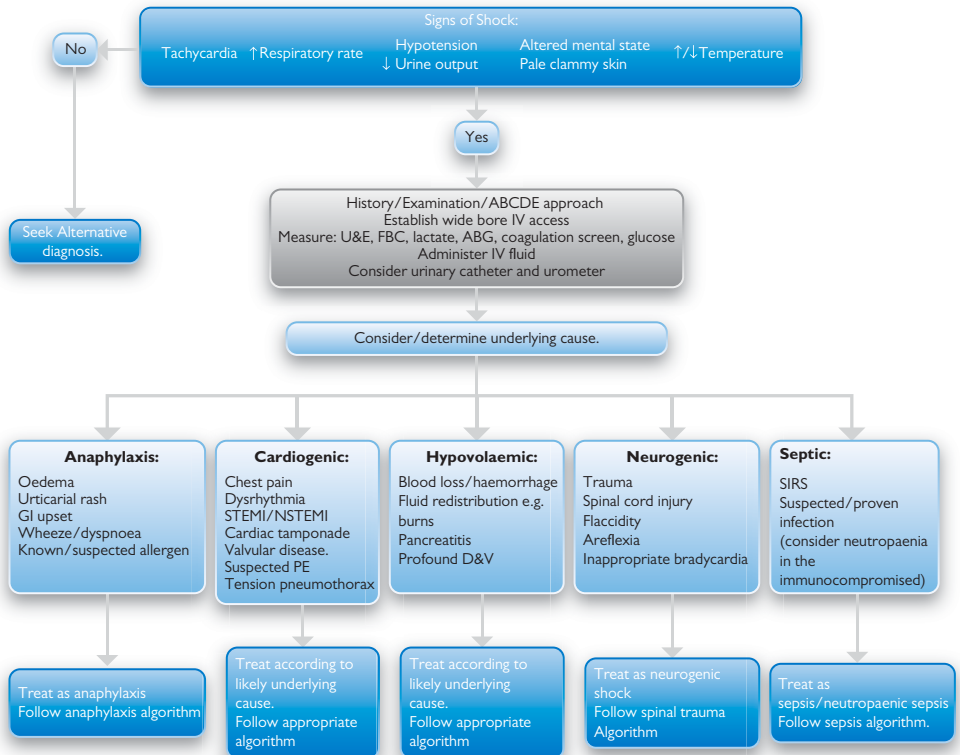 Signs of Shock:
No
Tachycardia ↑Respiratory rate Hypotension Altered mental state ↑/↓Temperature
↓ Urine output Pale clammy skin
Yes
History/Examination/ABCDE approach
Establish wide bore IV access
Measure: U&E, FBC, lactate, ABG, coagulation screen, glucose
Administer IV fluid
Consider urinary catheter and urometer
Seek Alternative
diagnosis.
Consider/determine underlying cause.
Anaphylaxis:
Oedema
Urticarial rash
GI upset
Wheeze/dyspnoea
Known/suspected allergen
Cardiogenic:
Chest pain
Dysrhythmia
STEMI/NSTEMI
Cardiac tamponade
Valvular disease.
Suspected PE
Tension pneumothorax
Hypovolaemic:
Blood loss/haemorrhage
Fluid redistribution e.g.
burns
Pancreatitis
Profound D&V
Neurogenic:
Trauma
Spinal cord injury
Flaccidity
Areflexia
Inappropriate bradycardia
Septic:
SIRS
Suspected/proven
infection
(consider neutropaenia
in the
immunocompromised)
Treat as anaphylaxis
Follow anaphylaxis algorithm
Treat according to
likely underlying
cause.
Follow appropriate
algorithm
Treat according to
likely underlying
cause.
Follow appropriate
algorithm
Treat as neurogenic
shock
Follow spinal trauma
Algorithm
Treat as
sepsis/neutropaenic sepsis
Follow sepsis algorithm.